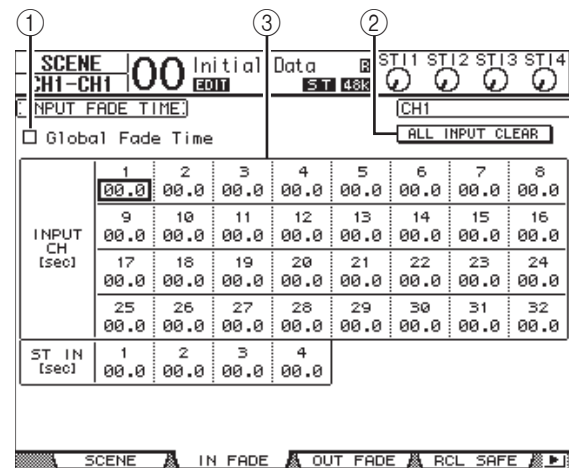 ① ③ ②
SCENE 00 Initial Data ST11 ST12 ST13 ST14
CH1-CH1 EDIT ST 48K
INPUT FADE TIME: CH1
Global Fade Time ALL INPUT CLEAR
1 2 3 4 5 6 7 8
00.0 00.0 00.0 00.0 00.0 00.0 00.0 00.0
9 10 11 12 13 14 15 16
INPUT CH [sec] 00.0 00.0 00.0 00.0 00.0 00.0 00.0 00.0
17 18 19 20 21 22 23 24
00.0 00.0 00.0 00.0 00.0 00.0 00.0 00.0
25 26 27 28 29 30 31 32
00.0 00.0 00.0 00.0 00.0 00.0 00.0 00.0
ST IN [sec] 1 2 3 4
00.0 00.0 00.0 00.0
SCENE IN FADE OUT FADE RCL SAFE